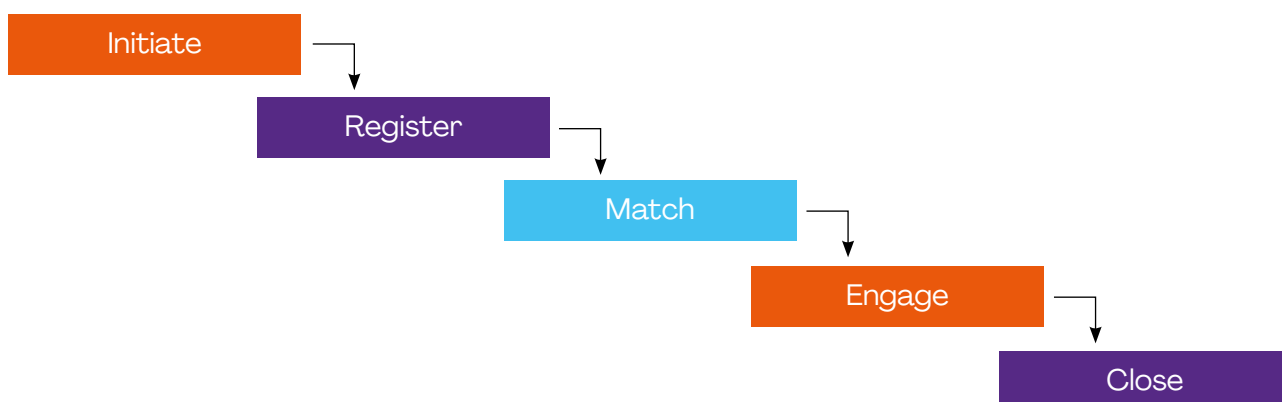 Initiate
Register
Match
Engage
Close